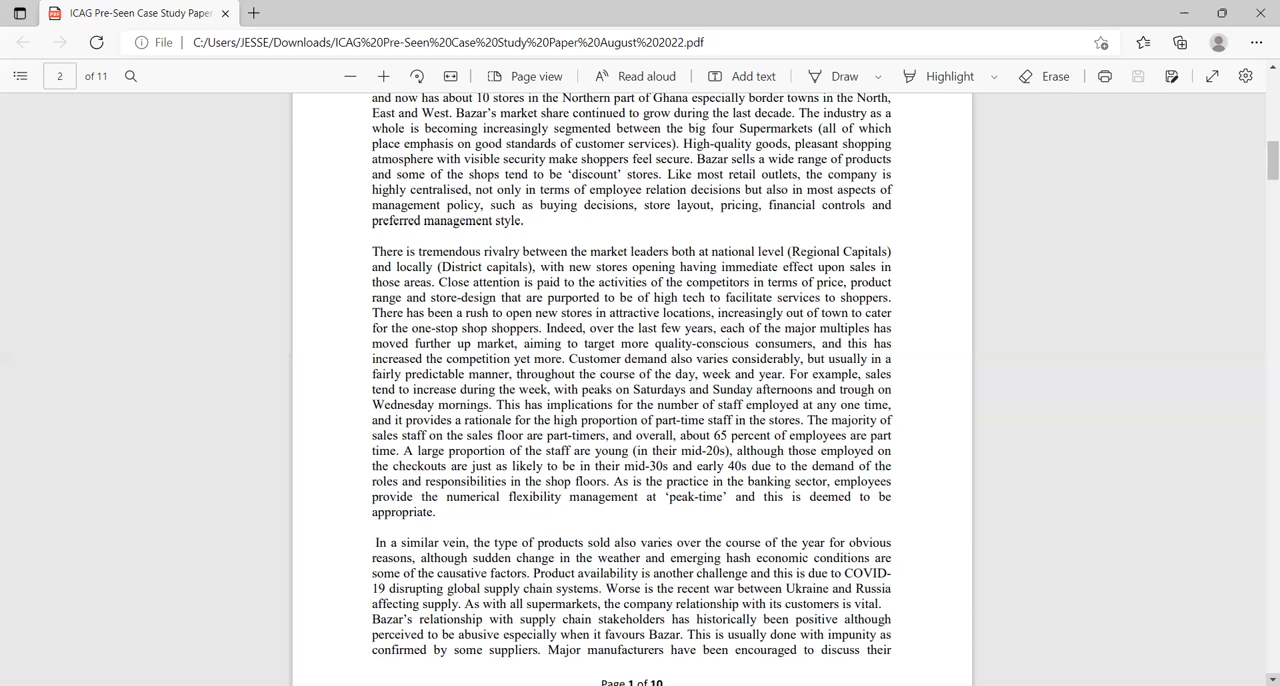 ICAG Pre-Seen Case Study Paper
File
C:/Users/JESSE/Downloads/ICAG%20Pre-Seen%20Case%20Study%20Paper%20August%202022.pdf
2 of 11
Page view
Read aloud
Add text
Draw
Highlight
Erase
and now has about 10 stores in the Northern part of Ghana especially border towns in the North,
East and West. Bazar’s market share continued to grow during the last decade. The industry as a
whole is becoming increasingly segmented between the big four Supermarkets (all of which
place emphasis on good standards of customer services). High-quality goods, pleasant shopping
atmosphere with visible security make shoppers feel secure. Bazar sells a wide range of products
and some of the shops tend to be ‘discount’ stores. Like most retail outlets, the company is
highly centralised, not only in terms of employee relation decisions but also in most aspects of
management policy, such as buying decisions, store layout, pricing, financial controls and
preferred management style.
There is tremendous rivalry between the market leaders both at national level (Regional Capitals)
and locally (District capitals), with new stores opening having immediate effect upon sales in
those areas. Close attention is paid to the activities of the competitors in terms of price, product
range and store-design that are purported to be of high tech to facilitate services to shoppers.
There has been a rush to open new stores in attractive locations, increasingly out of town to cater
for the one-stop shop shoppers. Indeed, over the last few years, each of the major multiples has
moved further up market, aiming to target more quality-conscious consumers, and this has
increased the competition yet more. Customer demand also varies considerably, but usually in a
fairly predictable manner, throughout the course of the day, week and year. For example, sales
tend to increase during the week, with peaks on Saturdays and Sunday afternoons and trough on
Wednesday mornings. This has implications for the number of staff employed at any one time,
and it provides a rationale for the high proportion of part-time staff in the stores. The majority of
sales staff on the sales floor are part-timers, and overall, about 65 percent of employees are part
time. A large proportion of the staff are young (in their mid-20s), although those employed on
the checkouts are just as likely to be in their mid-30s and early 40s due to the demand of the
roles and responsibilities in the shop floors. As is the practice in the banking sector, employees
provide the numerical flexibility management at ‘peak-time’ and this is deemed to be
appropriate.
In a similar vein, the type of products sold also varies over the course of the year for obvious
reasons, although sudden change in the weather and emerging hash economic conditions are
some of the causative factors. Product availability is another challenge and this is due to COVID-
19 disrupting global supply chain systems. Worse is the recent war between Ukraine and Russia
affecting supply. As with all supermarkets, the company relationship with its customers is vital.
Bazar’s relationship with supply chain stakeholders has historically been positive although
perceived to be abusive especially when it favours Bazar. This is usually done with impunity as
confirmed by some suppliers. Major manufacturers have been encouraged to discuss their
Page 1 of 10